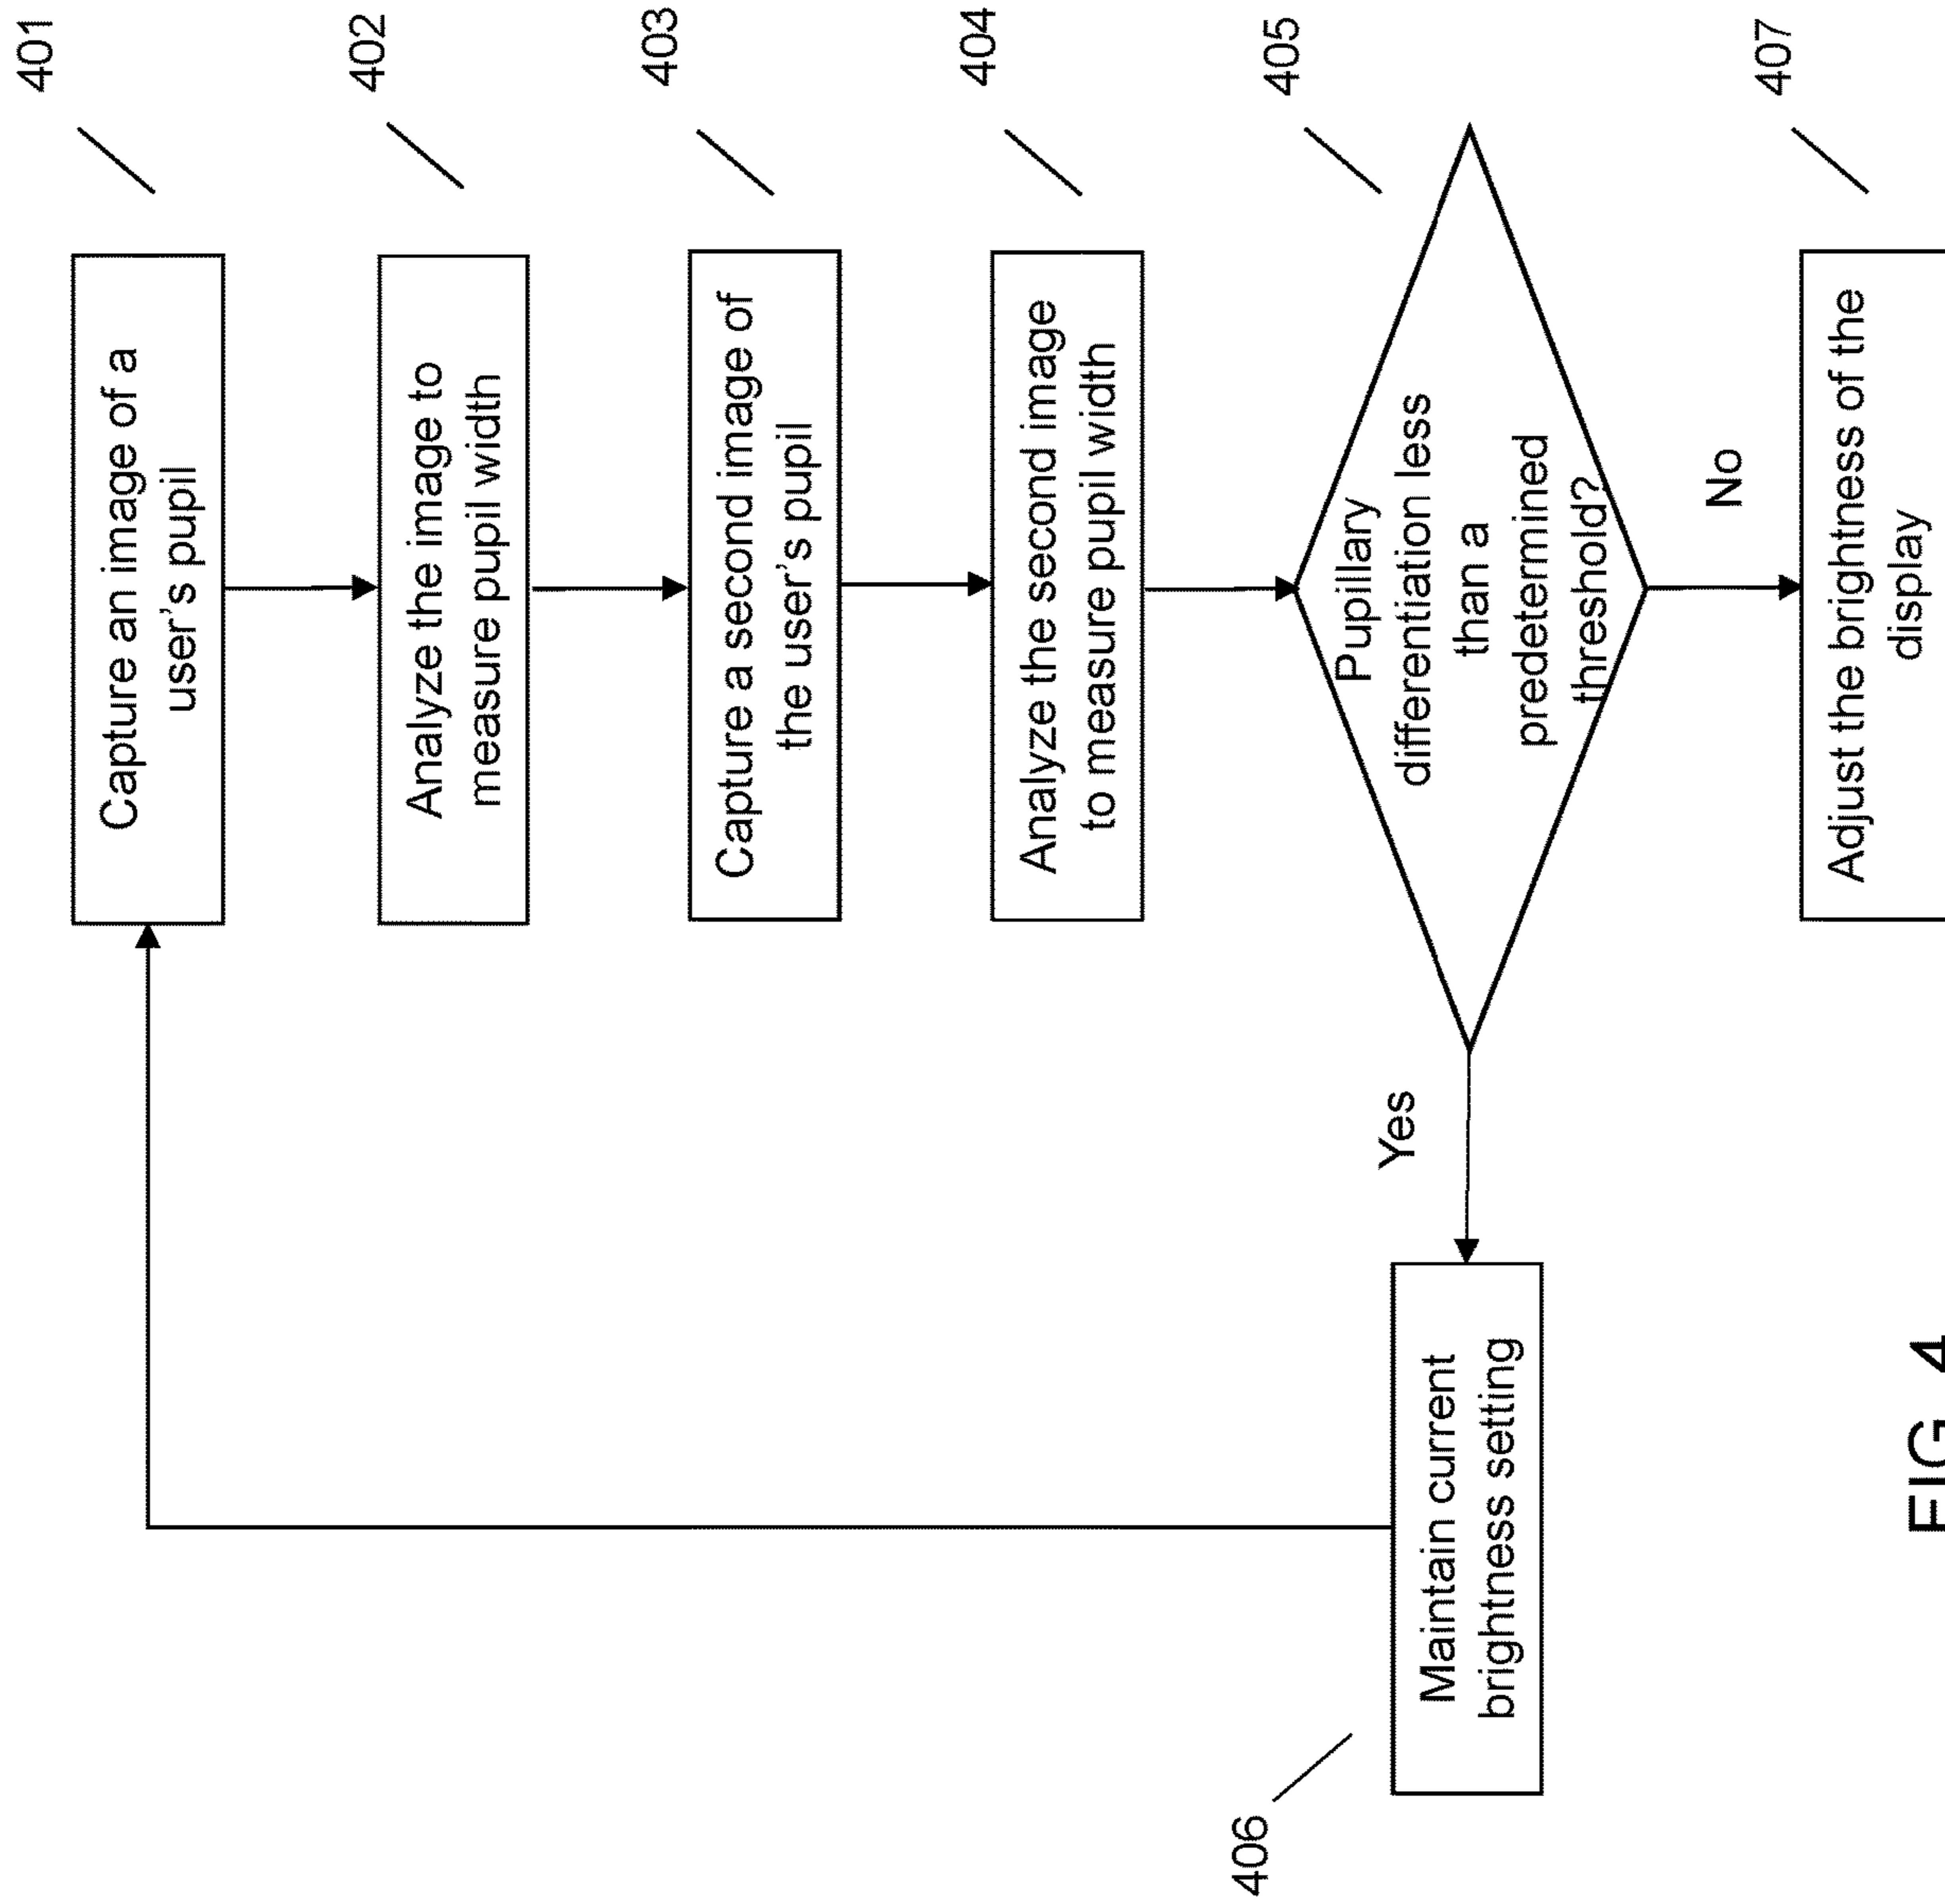 401
Capture an image of a
user's pupil
402
Analyze the image to
measure pupil width
403
Capture a second image of
the user's pupil
404
Analyze the second image
to measure pupil width
405
Pupillary
differentiation less
than a
predetermined
threshold?
Yes
406
Maintain current
brightness setting
No
407
Adjust the brightness of the
display
FIG. 4